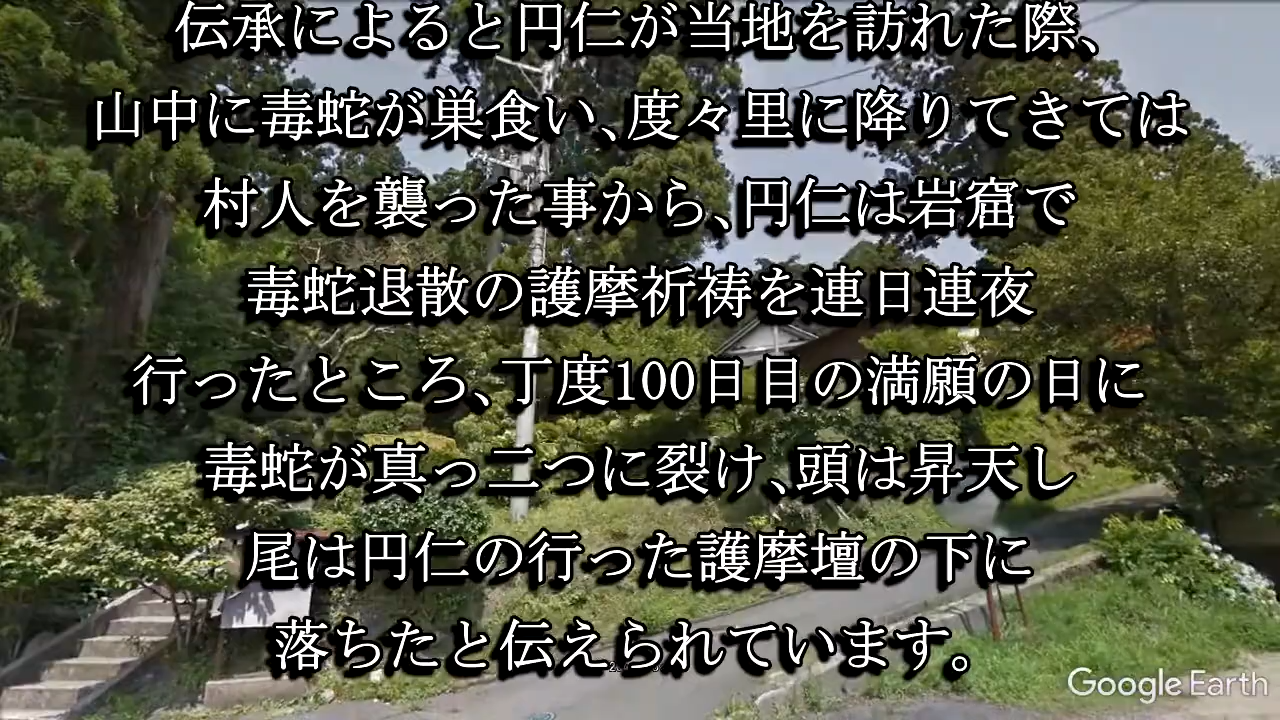 伝承によると円仁が当地を訪れた際、
山中に毒蛇が巣食い、度々里に降りてきては
村人を襲った事から、円仁は岩窟で
毒蛇退散の護摩祈祷を連日連夜
行ったところ、丁度100日目の満願の日に
毒蛇が真っ二つに裂け、頭は昇天し
尾は円仁の行った護摩壇の下に
落ちたと伝えられています。
Google Earth